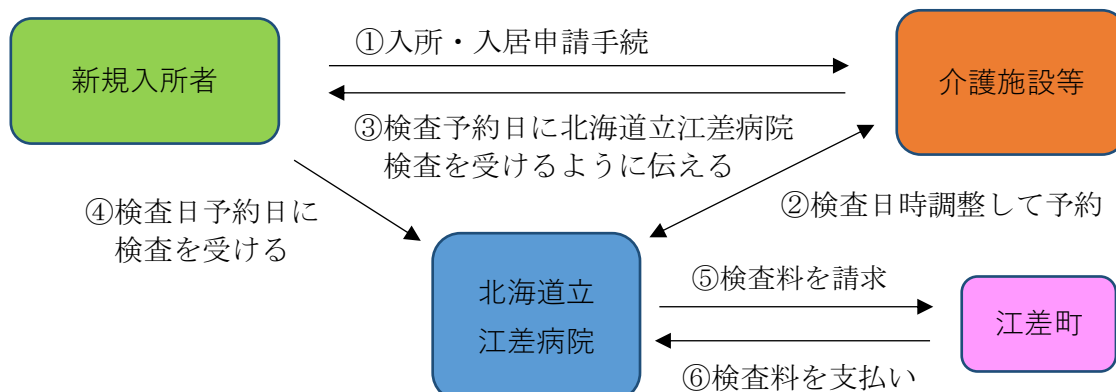 ①入所・入居申請手続
新規入所者
介護施設等
③検査予約日に北海道立江差病院
検査を受けるように伝える
④検査日予約日に
検査を受ける
②検査日時調整して予約
北海道立
江差病院
⑤検査料を請求
江差町
⑥検査料を支払い